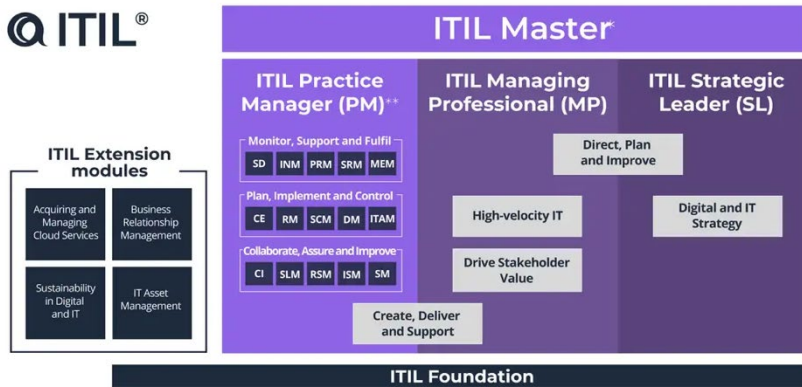 ITIL®
ITIL Master*
ITIL Practice
Manager (PM)**
ITIL Managing
Professional (MP)
ITIL Strategic
Leader (SL)
Monitor, Support and Fulfil
SD INM PRM SRM MEM
Direct, Plan
and Improve
ITIL Extension
modules
Acquiring and
Managing
Cloud Services
Business
Relationship
Management
Plan, Implement and Control
CE RM SCM DM ITAM
High-velocity IT
Digital and IT
Strategy
Collaborate, Assure and Improve
CI SLM RSM ISM SM
Drive Stakeholder
Value
Sustainability
in Digital
and IT
IT Asset
Management
Create, Deliver
and Support
ITIL Foundation